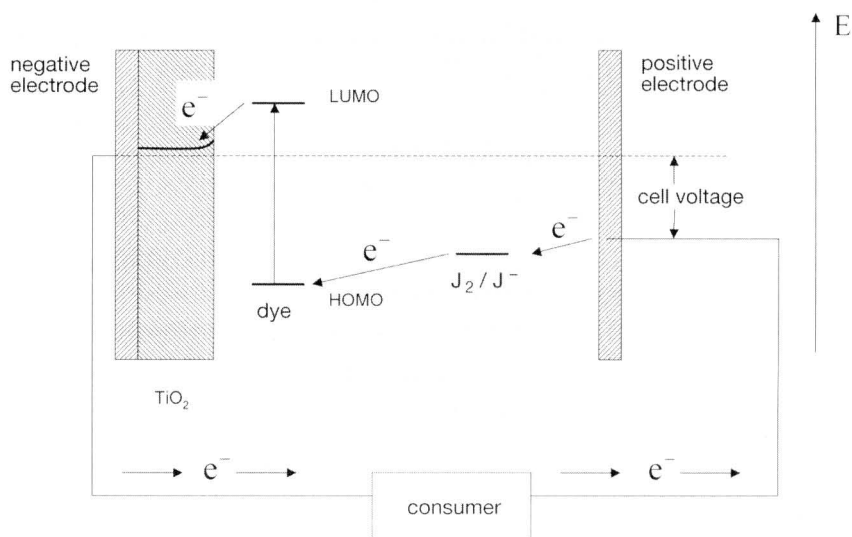 E
negative
electrode
positive
electrode
e⁻
LUMO
cell voltage
e⁻
e⁻
J₂ / J⁻
HOMO
dye
TiO₂
e⁻
e⁻
consumer